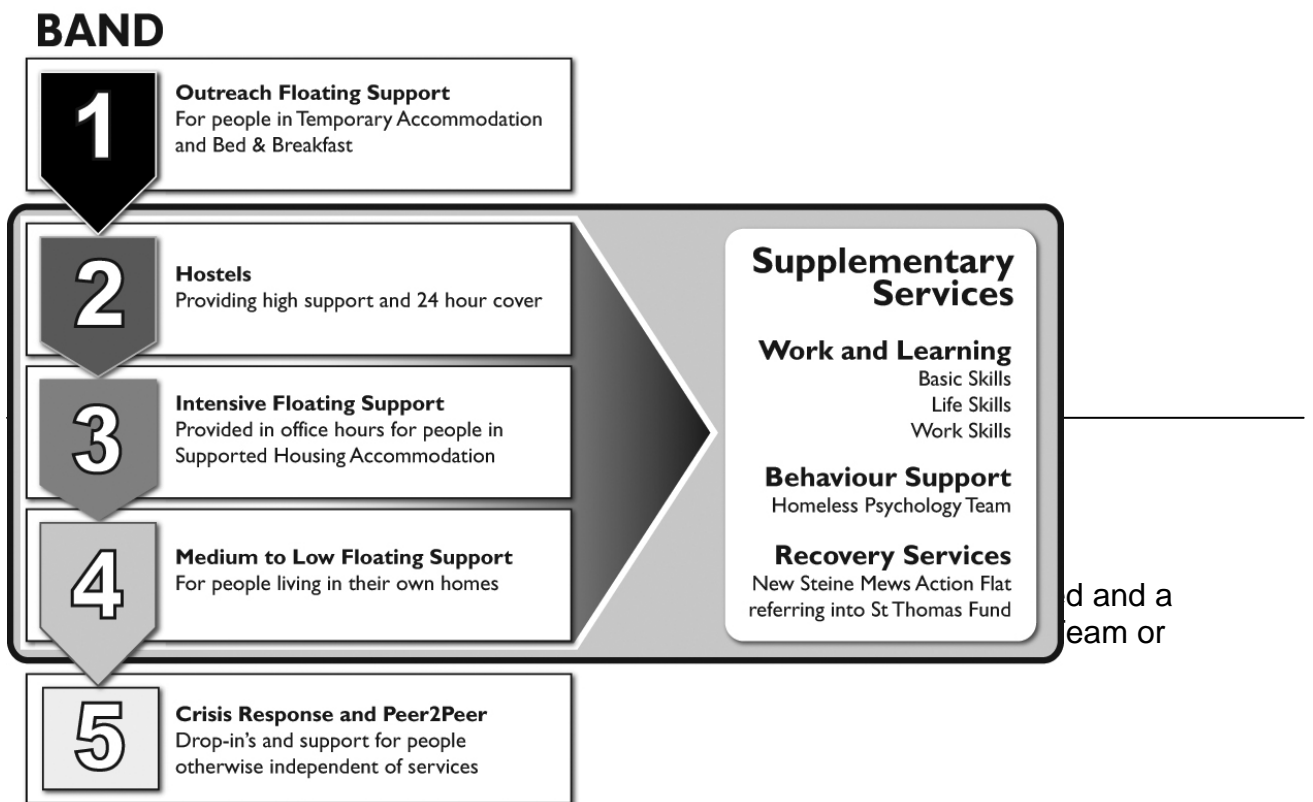 BAND
1
Outreach Floating Support
For people in Temporary Accommodation
and Bed & Breakfast
2
Hostels
Providing high support and 24 hour cover
3
Intensive Floating Support
Provided in office hours for people in
Supported Housing Accommodation
4
Medium to Low Floating Support
For people living in their own homes
5
Crisis Response and Peer2Peer
Drop-in's and support for people
otherwise independent of services
Supplementary
Services
Work and Learning
Basic Skills
Life Skills
Work Skills
Behaviour Support
Homeless Psychology Team
Recovery Services
New Steine Mews Action Flat
referring into St Thomas Fund
and a
or